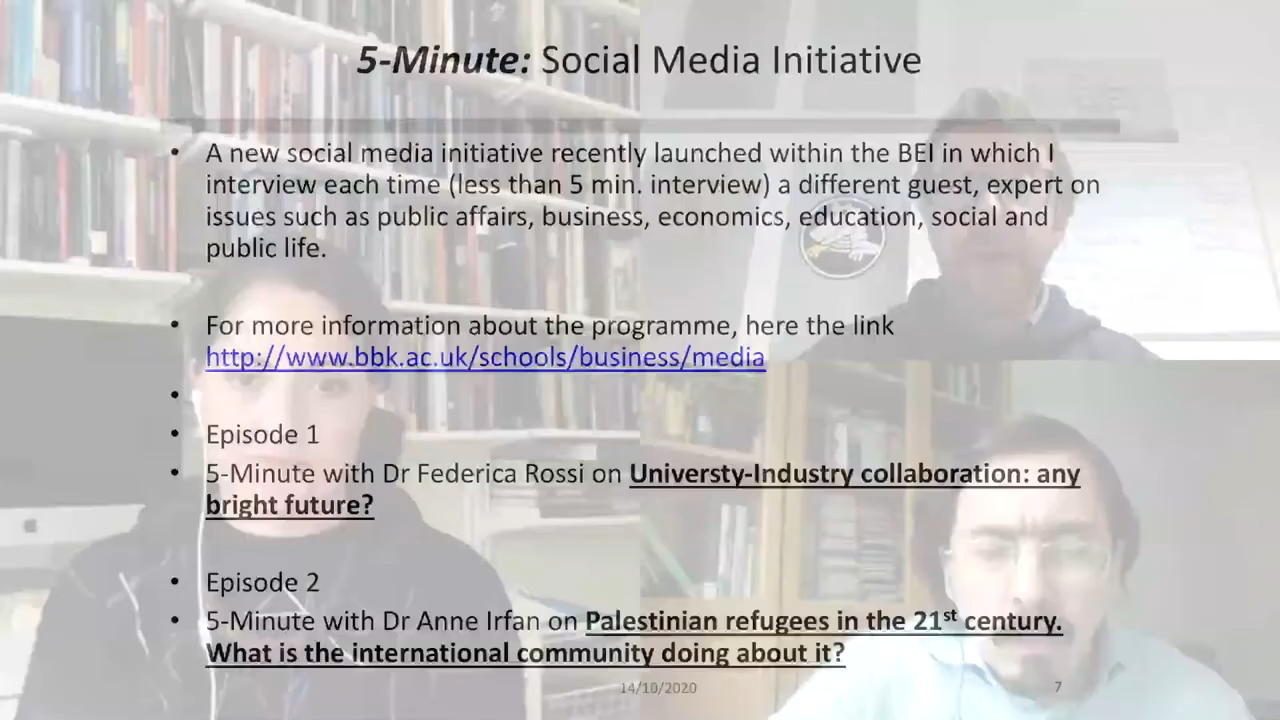 5-Minute: Social Media Initiative
• A new social media initiative recently launched within the BEI in which I
interview each time (less than 5 min. interview) a different guest, expert on
issues such as public affairs, business, economics, education, social and
public life.
• For more information about the programme, here the link
http://www.bbk.ac.uk/schools/business/media
•
• Episode 1
• 5-Minute with Dr Federica Rossi on Universty-Industry collaboration: any
bright future?
• Episode 2
• 5-Minute with Dr Anne Irfan on Palestinian refugees in the 21st century.
What is the international community doing about it?
14/10/2020
7